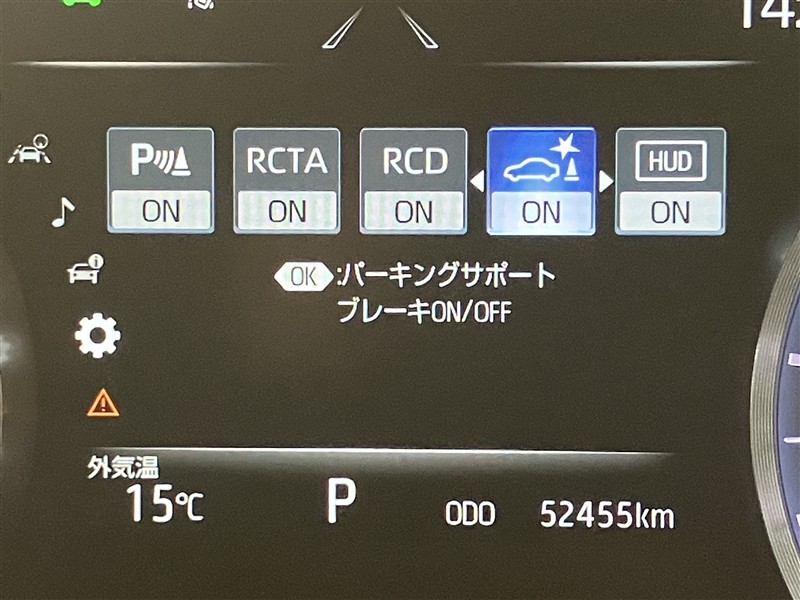 P RCTA RCD HUD
ON ON ON ON ON
OK:パーキングサポート
ブレーキON/OFF
外気温
15℃ P ODO 52455km